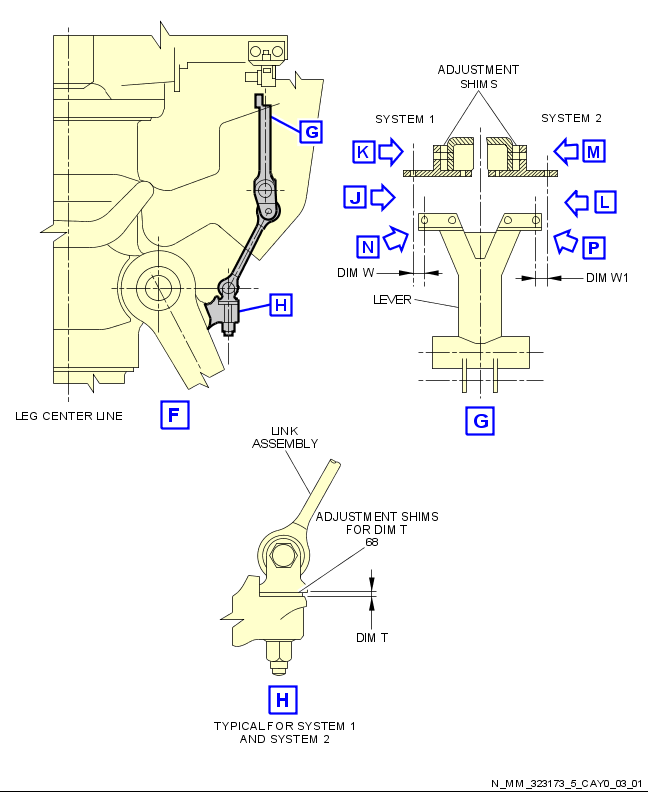 ADJUSTMENT
SHIMS
SYSTEM 1
SYSTEM 2
G
K
M
J
L
N
P
DIM W
DIM W1
H
LEVER
LEG CENTER LINE
F
G
LINK
ASSEMBLY
ADJUSTMENT SHIMS
FOR DIM T
68
DIM T
H
TYPICAL FOR SYSTEM 1
AND SYSTEM 2
N_MM_323173_5_CAY0_03_01